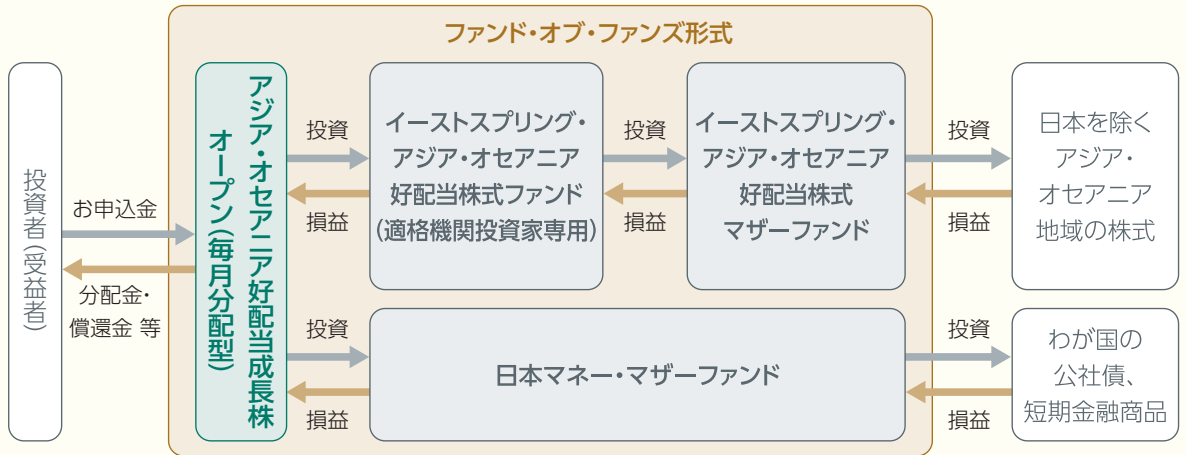 ファンド・オブ・ファンズ形式
投資者(受益者)
お申込金
分配金・
償還金 等
アジア・オセアニア好配当成長株
オープン(毎月分配型)
投資
損益
イーストスプリング・
アジア・オセアニア
好配当株式ファンド
(適格機関投資家専用)
投資
損益
イーストスプリング・
アジア・オセアニア
好配当株式
マザーファンド
投資
損益
日本を除く
アジア・
オセアニア
地域の株式
投資
損益
日本マネー・マザーファンド
投資
損益
わが国の
公社債、
短期金融商品